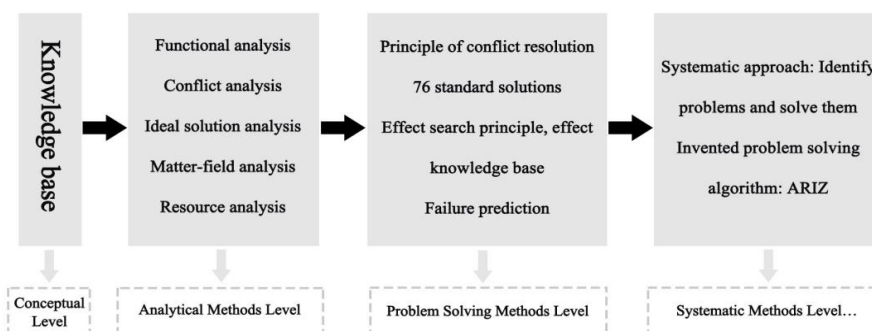 Knowledge base
Functional analysis
Conflict analysis
Ideal solution analysis
Matter-field analysis
Resource analysis
Principle of conflict resolution
76 standard solutions
Effect search principle, effect
knowledge base
Failure prediction
Systematic approach: Identify
problems and solve them
Invented problem solving
algorithm: ARIZ
Conceptual
Level
Analytical Methods Level
Problem Solving Methods Level
Systematic Methods Level…